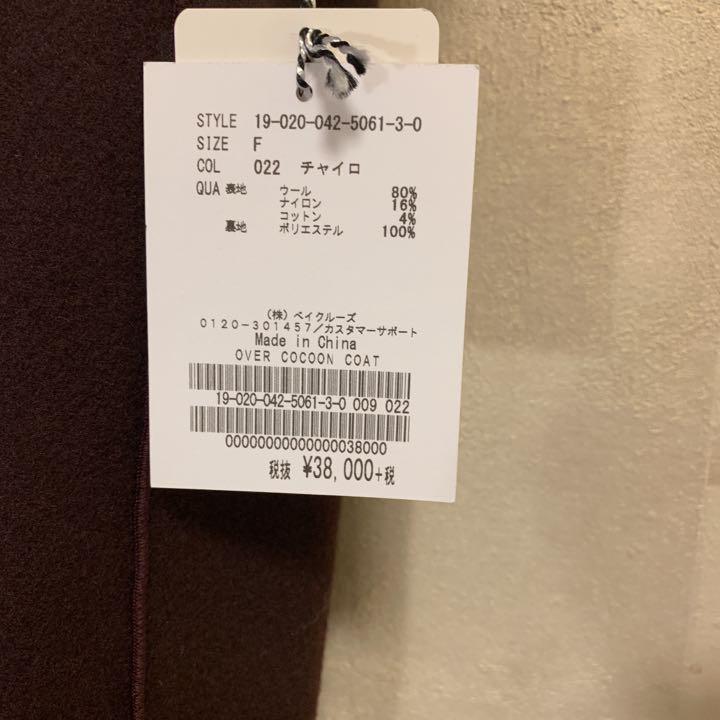 STYLE 19-020-042-5061-3-0
SIZE F
COL 022 チャイロ
QUA 表地 ウール 80%
ナイロン 16%
コットン 4%
裏地 ポリエステル 100%
(株)ベイクルーズ
0120-301457/カスタマーサポート
Made in China
OVER COCOON COAT
19-020-042-5061-3-0 009 022
00000000000000038000
税抜 ¥38,000+税